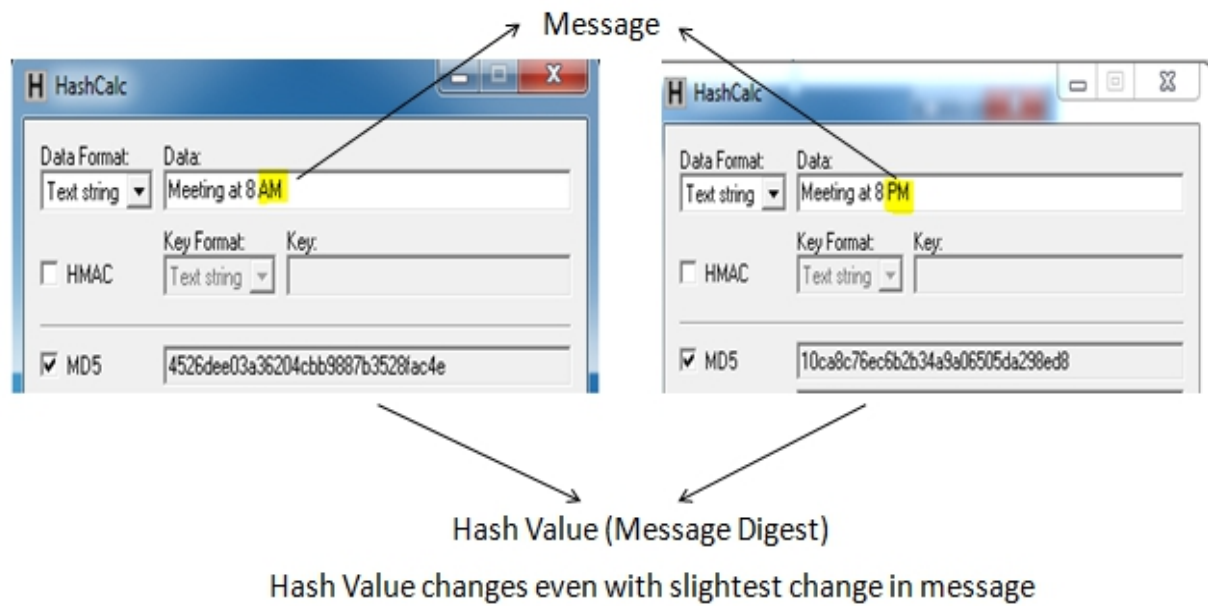 Message
HashCalc
Data Format:
Data:
Text string
Meeting at 8 AM
HMAC
Key Format:
Key:
Text string
MD5
4526dee03a36204cbb9887b3528fac4e
HashCalc
Data Format:
Data:
Text string
Meeting at 8 PM
HMAC
Key Format:
Key:
Text string
MD5
10ca8c76ec6b2b34a9a06505da298ed8
Hash Value (Message Digest)
Hash Value changes even with slightest change in message